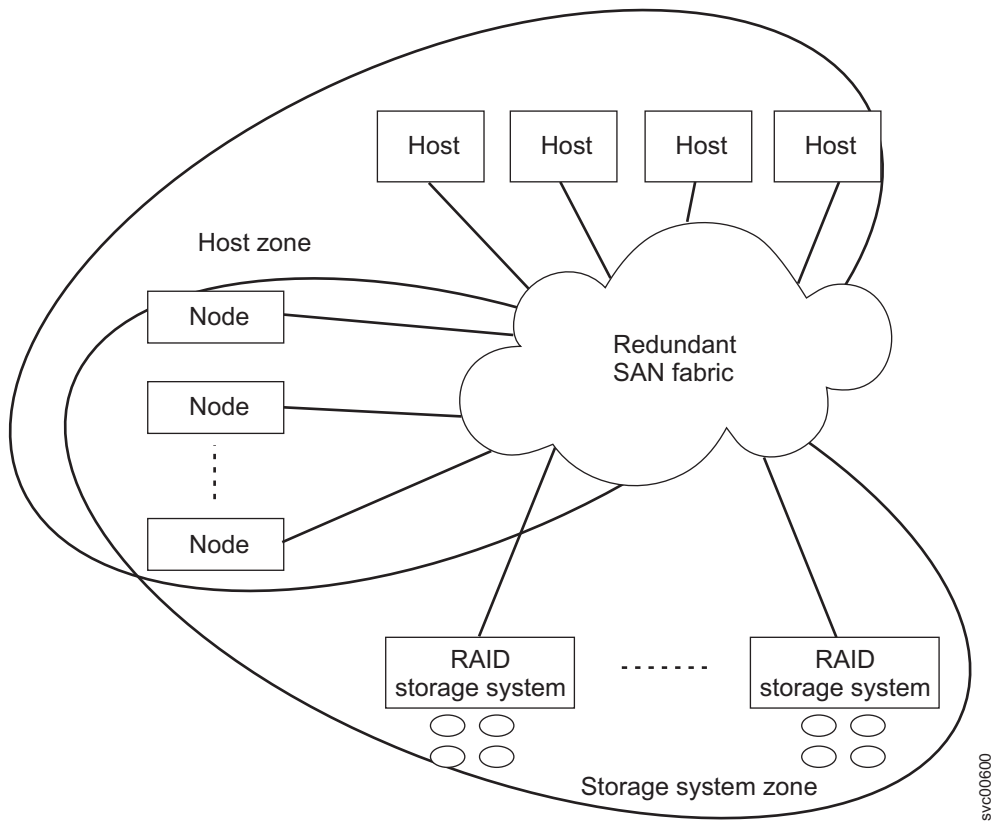 Host
Host
Host
Host
Host zone
Node
Redundant
SAN fabric
Node
Node
RAID
storage system
RAID
storage system
Storage system zone
svc00600